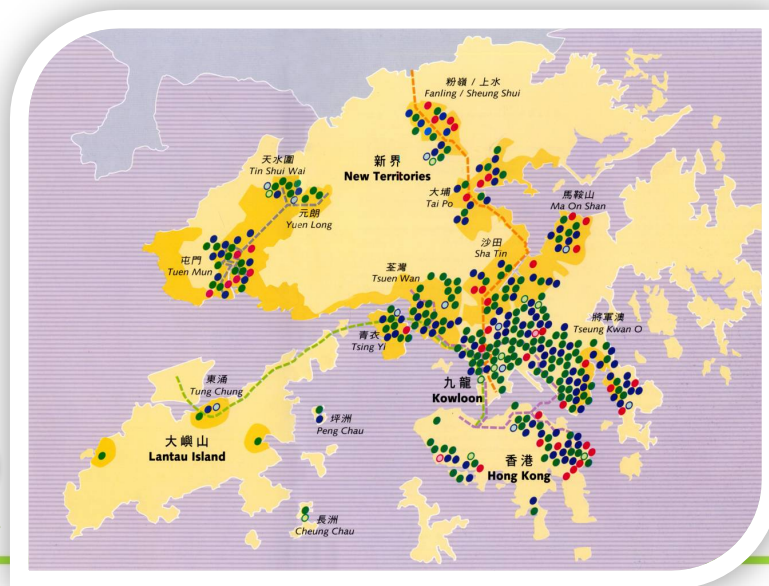 粉嶺 / 上水
Fanling / Sheung Shui
天水圍
Tin Shui Wai
新界
New Territories
元朗
Yuen Long
大埔
Tai Po
馬鞍山
Ma On Shan
沙田
Sha Tin
屯門
Tuen Mun
荃灣
Tsuen Wan
將軍澳
Tseung Kwan O
青衣
Tsing Yi
東涌
Tung Chung
九龍
Kowloon
坪洲
Peng Chau
大嶼山
Lantau Island
香港
Hong Kong
長洲
Cheung Chau